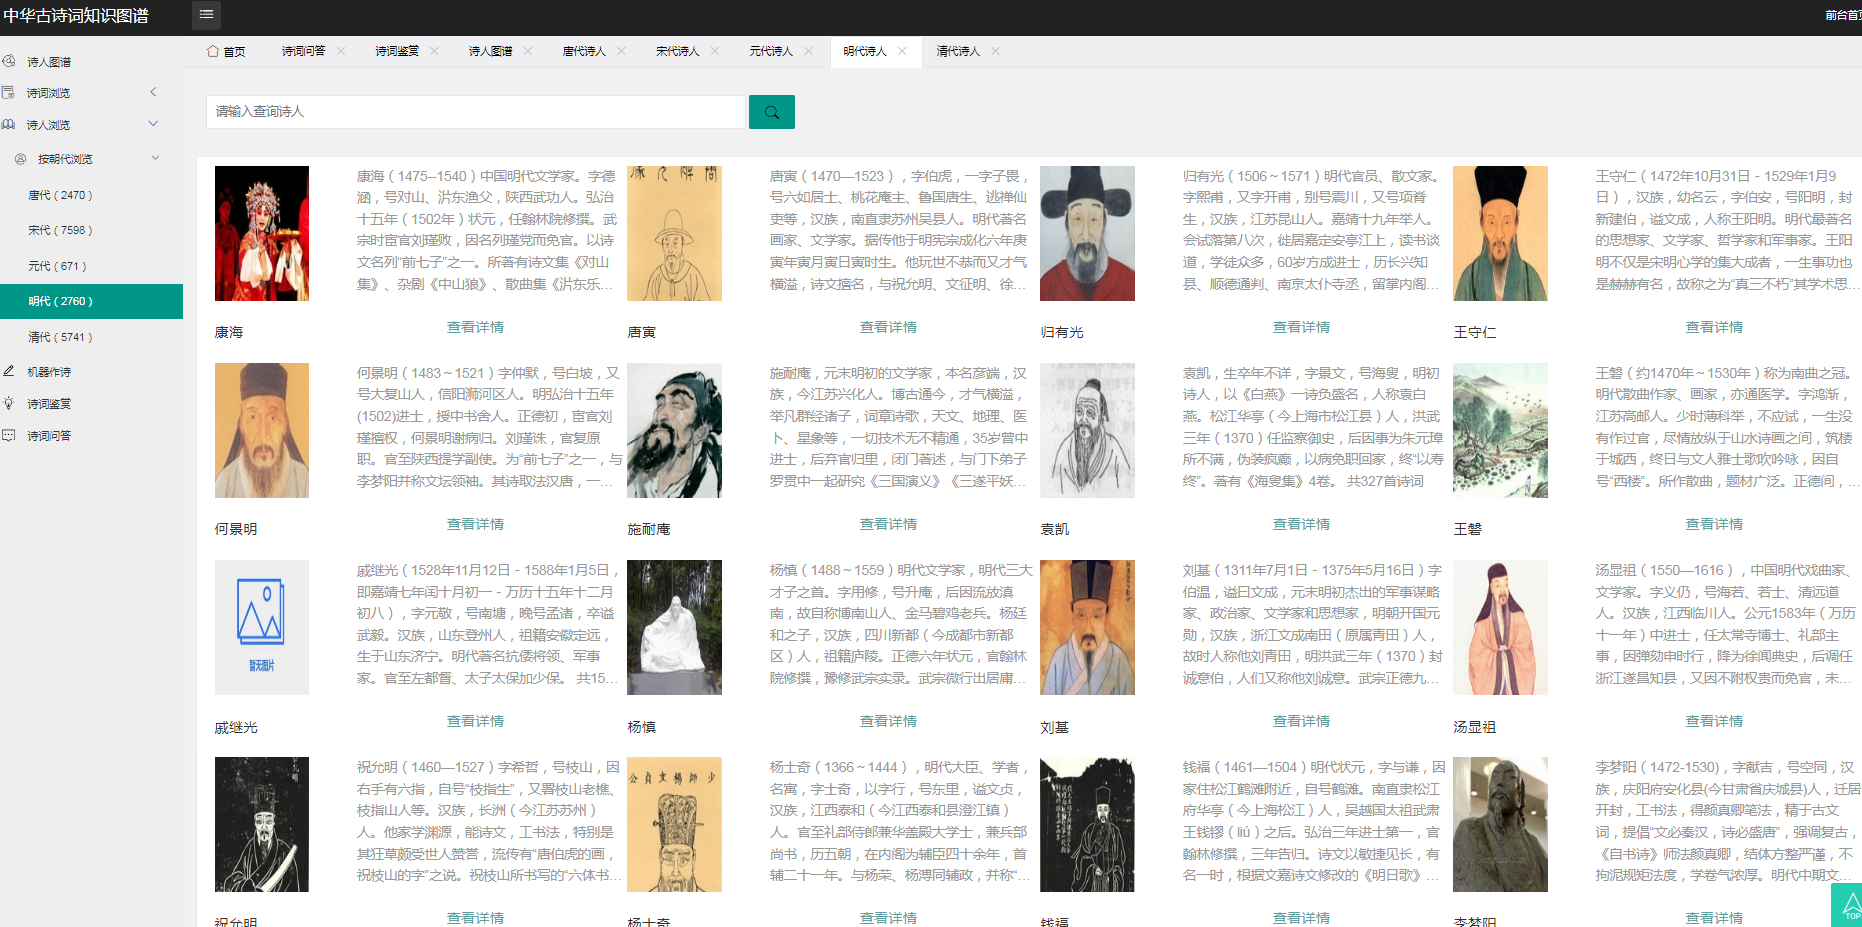 中华古诗词知识图谱
前台首页
诗人图谱
诗词浏览
诗人浏览
按朝代浏览
唐代（2470）
宋代（7598）
元代（671）
明代（2760）
清代（5741）
机器作诗
诗词鉴赏
诗词问答
首页 诗词问答 诗词鉴赏 诗人图谱 唐代诗人 宋代诗人 元代诗人 明代诗人 清代诗人
请输入查询诗人
康海（1475--1540）中国明代文学家。字德
涵，号对山、沜东渔父，陕西武功人。弘治
十五年（1502年）状元，任翰林院修撰。武
宗时宦官刘瑾败，因名列瑾党而免官。以诗
文名列“前七子”之一。所著有诗文集《对山
集》、杂剧《中山狼》、散曲集《沜东乐…
康海
查看详情
唐寅（1470—1523），字伯虎，一字子畏，
号六如居士、桃花庵主、鲁国唐生、逃禅仙
吏等，汉族，南直隶苏州吴县人。明代著名
画家、文学家。据传他于明宪宗成化六年庚
寅年寅月寅日寅时生。他玩世不恭而又才气
横溢，诗文擅名，与祝允明、文征明、徐…
唐寅
查看详情
归有光（1506～1571）明代官员、散文家。
字熙甫，又字开甫，别号震川，又号项脊
生，汉族，江苏昆山人。嘉靖十九年举人。
会试落第八次，徙居嘉定安亭江上，读书谈
道，学徒众多，60岁方成进士，历长兴知
县、顺德通判、南京太仆寺丞，留掌内阁…
归有光
查看详情
王守仁（1472年10月31日－1529年1月9
日），汉族，幼名云，字伯安，号阳明，封
新建伯，谥文成，人称王阳明。明代最著名
的思想家、文学家、哲学家和军事家。王阳
明不仅是宋明心学的集大成者，一生事功也
是赫赫有名，故称之为“真三不朽”其学术思…
王守仁
查看详情
何景明（1483～1521）字仲默，号白坡，又
号大复山人，信阳浉河区人。明弘治十五年
(1502)进士，授中书舍人。正德初，宦官刘
瑾擅权，何景明谢病归。刘瑾诛，官复原
职。官至陕西提学副使。为“前七子”之一，与
李梦阳并称文坛领袖。其诗取法汉唐，一…
何景明
查看详情
施耐庵，元末明初的文学家，本名彦端，汉
族，今江苏兴化人。博古通今，才气横溢，
举凡群经诸子，词章诗歌，天文、地理、医
卜、星象等，一切技术无不精通，35岁曾中
进士，后弃官归里，闭门著述，与门下弟子
罗贯中一起研究《三国演义》《三遂平妖…
施耐庵
查看详情
袁凯，生卒年不详，字景文，号海叟，明初
诗人，以《白燕》一诗负盛名，人称袁白
燕。松江华亭（今上海市松江县）人，洪武
三年（1370）任监察御史，后因事为朱元璋
所不满，伪装疯癫，以病免职回家，终“以寿
终”。著有《海叟集》4卷。 共327首诗词
袁凯
查看详情
王磐（约1470年～1530年）称为南曲之冠。
明代散曲作家、画家，亦通医学。字鸿渐，
江苏高邮人。少时薄科举，不应试，一生没
有作过官，尽情放纵于山水诗画之间，筑楼
于城西，终日与文人雅士歌吹吟咏，因自
号“西楼”。所作散曲，题材广泛。正德间，…
王磐
查看详情
暂无图片
戚继光（1528年11月12日－1588年1月5日，
即嘉靖七年闰十月初一－万历十五年十二月
初八），字元敬，号南塘，晚号孟诸，卒谥
武毅。汉族，山东登州人，祖籍安徽定远，
生于山东济宁。明代著名抗倭将领、军事
家。官至左都督、太子太保加少保。 共15…
戚继光
查看详情
杨慎（1488～1559）明代文学家，明代三大
才子之首。字用修，号升庵，后因流放滇
南，故自称博南山人、金马碧鸡老兵。杨廷
和之子，汉族，四川新都（今成都市新都
区）人，祖籍庐陵。正德六年状元，官翰林
院修撰，豫修武宗实录。武宗微行出居庸…
杨慎
查看详情
刘基（1311年7月1日－1375年5月16日）字
伯温，谥曰文成，元末明初杰出的军事谋略
家、政治家、文学家和思想家，明朝开国元
勋，汉族，浙江文成南田（原属青田）人，
故时人称他刘青田，明洪武三年（1370）封
诚意伯，人们又称他刘诚意。武宗正德九…
刘基
查看详情
汤显祖（1550—1616），中国明代戏曲家、
文学家。字义仍，号海若、若士、清远道
人。汉族，江西临川人。公元1583年（万历
十一年）中进士，任太常寺博士、礼部主
事，因弹劾申时行，降为徐闻典史，后调任
浙江遂昌知县，又因不附权贵而免官，未…
汤显祖
查看详情
祝允明（1460—1527）字希哲，号枝山，因
右手有六指，自号“枝指生”，又署枝山老樵、
枝指山人等。汉族，长洲（今江苏苏州）
人。他家学渊源，能诗文，工书法，特别是
其狂草颇受世人赞誉，流传有“唐伯虎的画，
祝枝山的字”之说。祝枝山所书写的“六体书…
祝允明
查看详情
少师杨文贞公
杨士奇（1366～1444），明代大臣、学者，
名寓，字士奇，以字行，号东里，谥文贞，
汉族，江西泰和（今江西泰和县澄江镇）
人。官至礼部侍郎兼华盖殿大学士，兼兵部
尚书，历五朝，在内阁为辅臣四十余年，首
辅二十一年。与杨荣、杨溥同辅政，并称“…
杨士奇
查看详情
钱福（1461—1504）明代状元，字与谦，因
家住松江鹤滩附近，自号鹤滩。南直隶松江
府华亭（今上海松江）人，吴越国太祖武肃
王钱镠（liú）之后。弘治三年进士第一，官
翰林修撰，三年告归。诗文以敏捷见长，有
名一时，根据文嘉诗文修改的《明日歌》…
钱福
查看详情
李梦阳（1472-1530)，字献吉，号空同，汉
族，庆阳府安化县(今甘肃省庆城县)人，迁居
开封，工书法，得颜真卿笔法，精于古文
词，提倡“文必秦汉，诗必盛唐”，强调复古，
《自书诗》师法颜真卿，结体方整严谨，不
拘泥规矩法度，学卷气浓厚。明代中期文…
李梦阳
查看详情
TOP